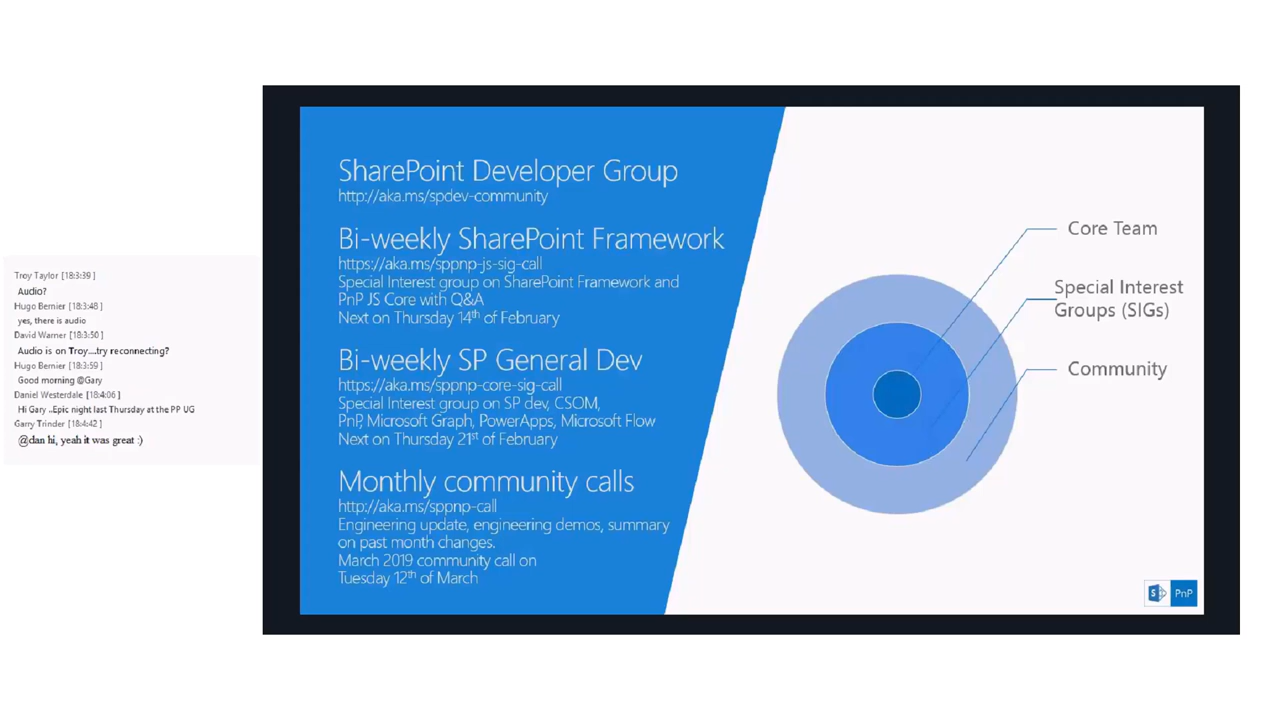 Troy Taylor [18:3:39 ]
Audio?
Hugo Bernier [18:3:48 ]
yes, there is audio
David Warner [18:3:50 ]
Audio is on Troy....try reconnecting?
Hugo Bernier [18:3:59 ]
Good morning @Gary
Daniel Westerdale [18:4:06 ]
Hi Gary ..Epic night last Thursday at the PP UG
Garry Trinder [18:4:42 ]
@dan hi, yeah it was great :)
SharePoint Developer Group
http://aka.ms/spdev-community
Bi-weekly SharePoint Framework
https://aka.ms/sppnp-js-sig-call
Special Interest group on SharePoint Framework and
PnP JS Core with Q&A
Next on Thursday 14th of February
Bi-weekly SP General Dev
https://aka.ms/sppnp-core-sig-call
Special Interest group on SP dev, CSOM,
PnP, Microsoft Graph, PowerApps, Microsoft Flow
Next on Thursday 21st of February
Monthly community calls
http://aka.ms/sppnp-call
Engineering update, engineering demos, summary
on past month changes.
March 2019 community call on
Tuesday 12th of March
Core Team
Special Interest
Groups (SIGs)
Community
S PnP